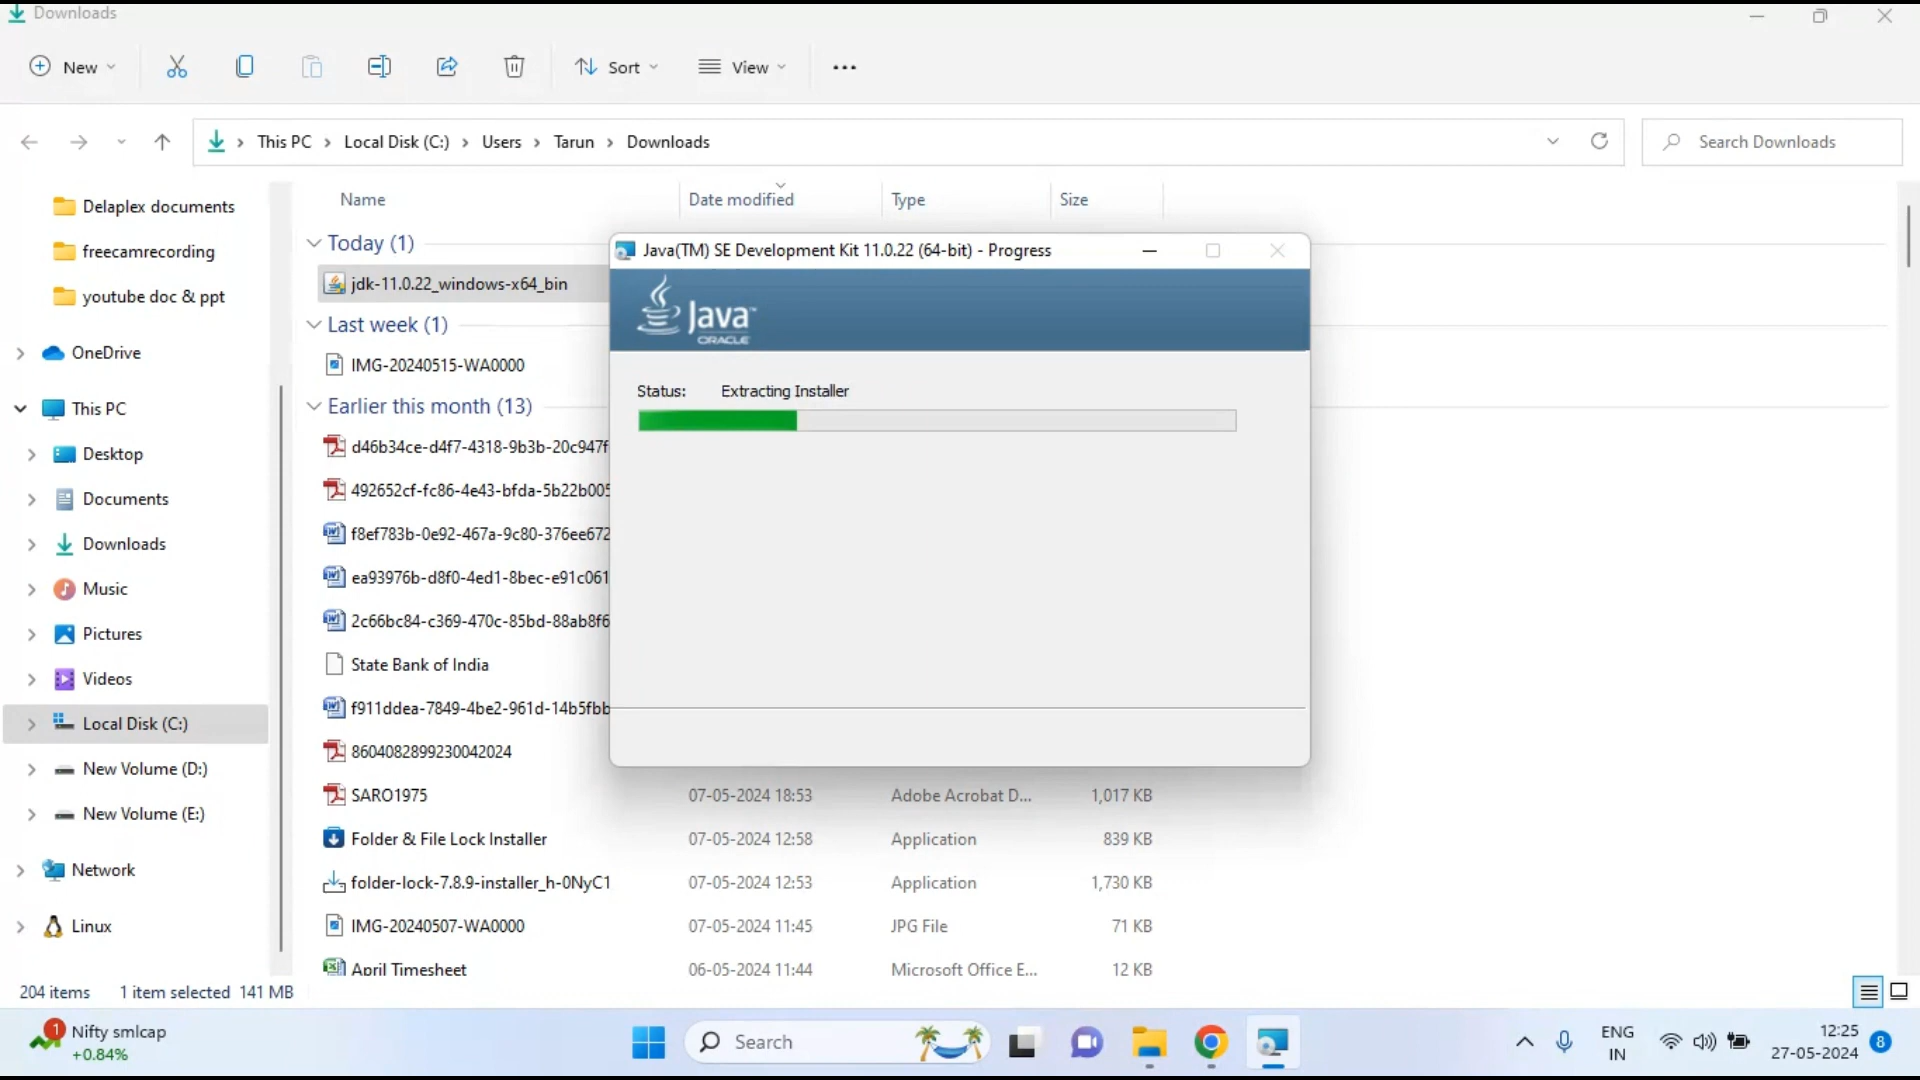 Downloads
New
Sort
View
This PC > Local Disk (C:) > Users > Tarun > Downloads
Search Downloads
Delaplex documents
freecamrecording
youtube doc & ppt
OneDrive
This PC
Desktop
Documents
Downloads
Music
Pictures
Videos
Local Disk (C:)
New Volume (D:)
New Volume (E:)
Network
Linux
Name Date modified Type Size
Today (1)
jdk-11.0.22_windows-x64_bin
Last week (1)
IMG-20240515-WA0000
Earlier this month (13)
d46b34ce-d4f7-4318-9b3b-20c947f
492652cf-fc86-4e43-bfda-5b22b005
f8ef783b-0e92-467a-9c80-376ee672
ea93976b-d8f0-4ed1-8bec-e91c061
2c66bc84-c369-470c-85bd-88ab8f6
State Bank of India
f911ddea-7849-4be2-961d-14b5fbb
8604082899230042024
SARO1975 07-05-2024 18:53 Adobe Acrobat D... 1,017 KB
Folder & File Lock Installer 07-05-2024 12:58 Application 839 KB
folder-lock-7.8.9-installer_h-0NyC1 07-05-2024 12:53 Application 1,730 KB
IMG-20240507-WA0000 07-05-2024 11:45 JPG File 71 KB
April Timesheet 06-05-2024 11:44 Microsoft Office E... 12 KB
Java(TM) SE Development Kit 11.0.22 (64-bit) - Progress
Java™
ORACLE
Status: Extracting Installer
204 items 1 item selected 141 MB
1
Nifty smlcap
+0.84%
Search
ENG
IN
12:25
27-05-2024
8